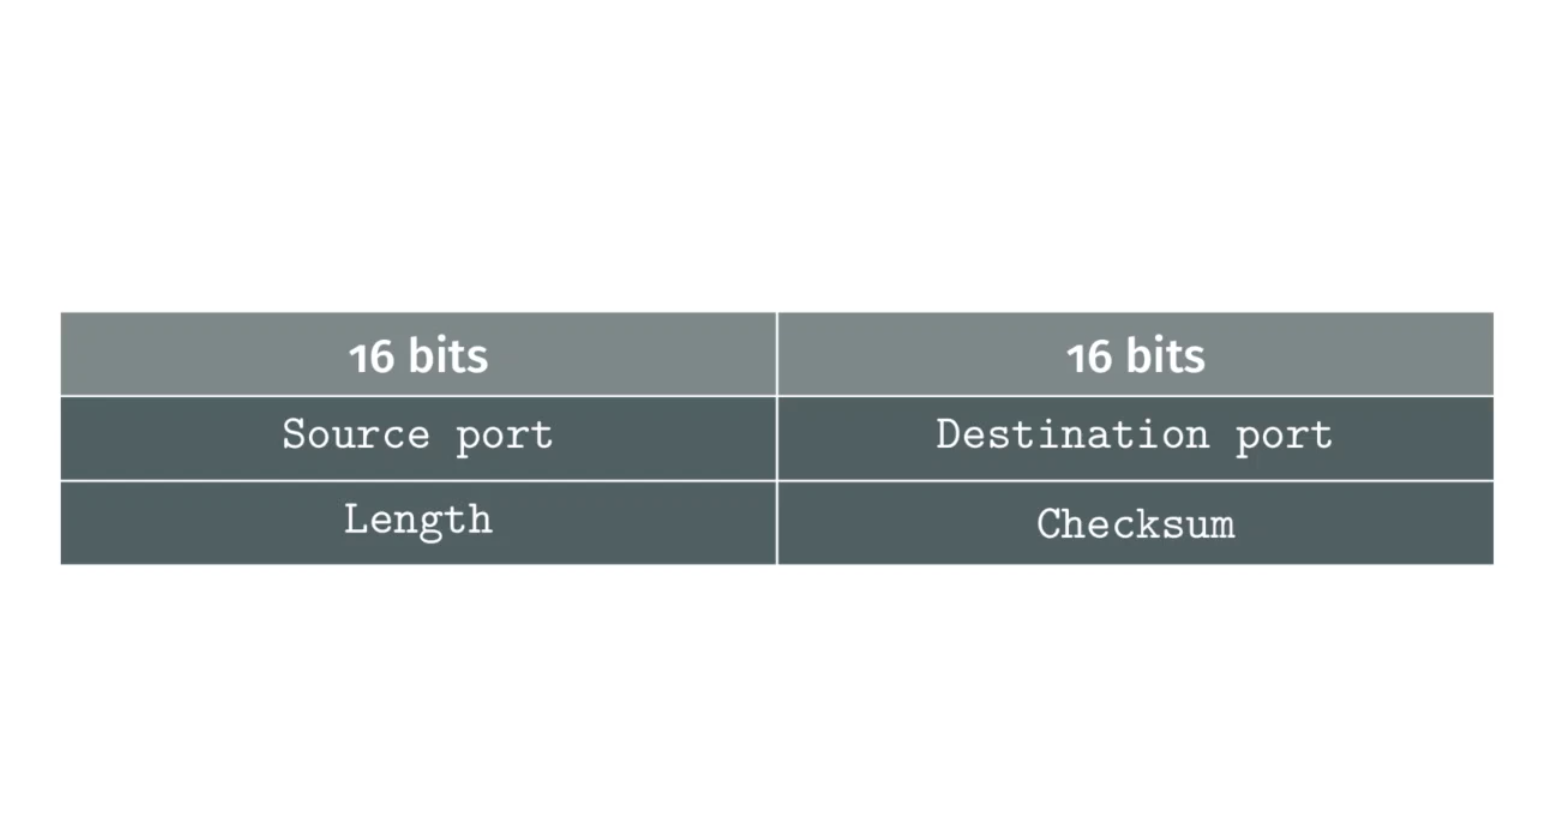 16 bits 16 bits
Source port Destination port
Length Checksum